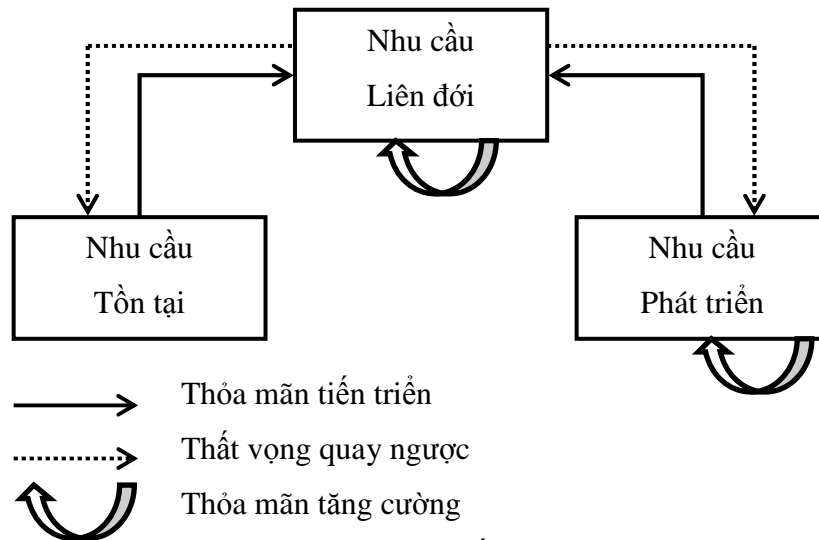 Nhu cầu
Liên đới
Nhu cầu
Tồn tại
Nhu cầu
Phát triển
Thỏa mãn tiến triển
Thất vọng quay ngược
Thỏa mãn tăng cường